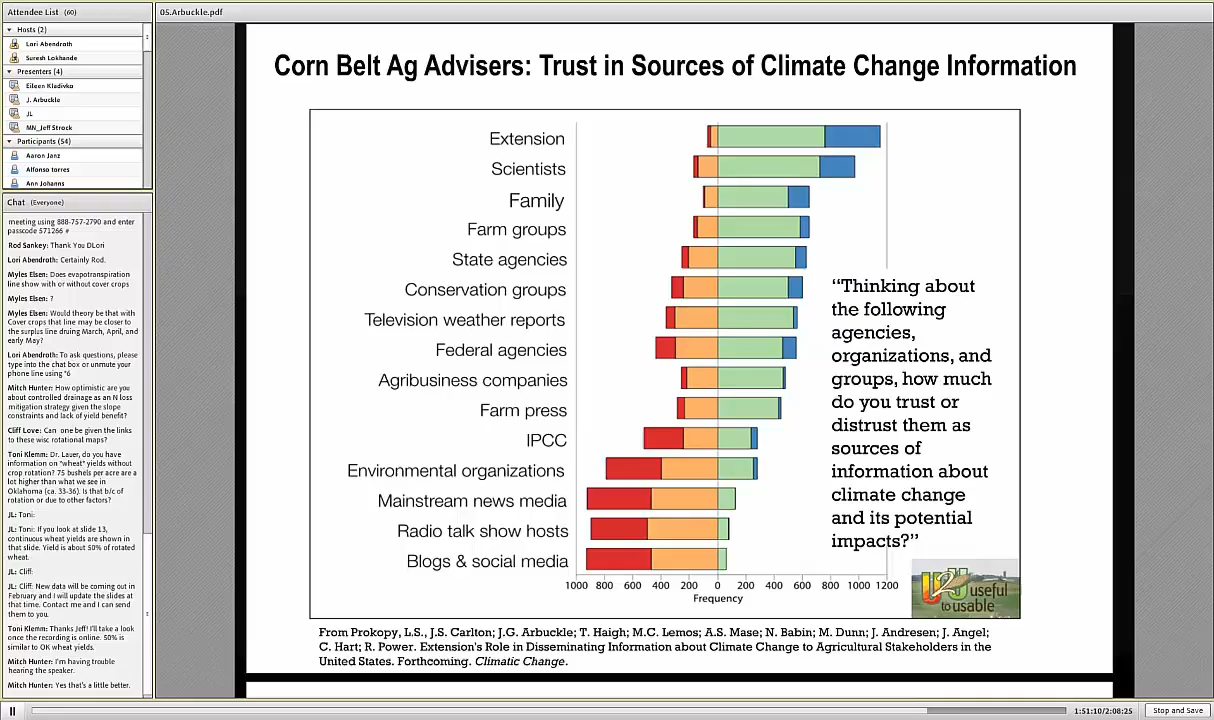 Attendee List (60)
Hosts (2)
Lori Abendroth
Suresh Lokhande
Presenters (4)
Eileen Kladivko
J. Arbuckle
JL
MN_Jeff Strock
Participants (54)
Aaron Janz
Alfonso torres
Ann Johanns
Chat (Everyone)
meeting using 888-757-2790 and enter
passcode 571266 #
Rod Sankey: Thank You DLori
Lori Abendroth: Certainly Rod.
Myles Elsen: Does evapotranspiration
line show with or without cover crops
Myles Elsen: ?
Myles Elsen: Would theory be that with
Cover crops that line may be closer to
the surplus line druing March, April, and
early May?
Lori Abendroth: To ask questions, please
type into the chat box or unmute your
phone line using *6
Mitch Hunter: How optimistic are you
about controlled drainage as an N loss
mitigation strategy given the slope
constraints and lack of yield benefit?
Cliff Love: Can one be given the links
to these wisc rotational maps?
Toni Klemm: Dr. Lauer, do you have
information on "wheat" yields without
crop rotation? 75 bushels per acre are a
lot higher than what we see in
Oklahoma (ca. 33-36). Is that b/c of
rotation or due to other factors?
JL: Toni:
JL: Toni: If you look at slide 13,
continuous wheat yields are shown in
that slide. Yield is about 50% of rotated
wheat.
JL: Cliff:
JL: Cliff: New data will be coming out in
February and I will update the slides at
that time. Contact me and I can send
them to you.
Toni Klemm: Thanks Jeff! I'll take a look
once the recording is online. 50% is
similar to OK wheat yields.
Mitch Hunter: I'm having trouble
hearing the speaker.
Mitch Hunter: Yes that's a little better.
05.Arbuckle.pdf
Corn Belt Ag Advisers: Trust in Sources of Climate Change Information
Extension
Scientists
Family
Farm groups
State agencies
Conservation groups
Television weather reports
Federal agencies
Agribusiness companies
Farm press
IPCC
Environmental organizations
Mainstream news media
Radio talk show hosts
Blogs & social media
1000 800 600 400 200 0 200 400 600 800 1000 1200
Frequency
“Thinking about
the following
agencies,
organizations, and
groups, how much
do you trust or
distrust them as
sources of
information about
climate change
and its potential
impacts?”
U2U useful
to usable
From Prokopy, L.S., J.S. Carlton; J.G. Arbuckle; T. Haigh; M.C. Lemos; A.S. Mase; N. Babin; M. Dunn; J. Andresen; J. Angel;
C. Hart; R. Power. Extension's Role in Disseminating Information about Climate Change to Agricultural Stakeholders in the
United States. Forthcoming. Climatic Change.
1:51:10/2:08:25
Stop and Save